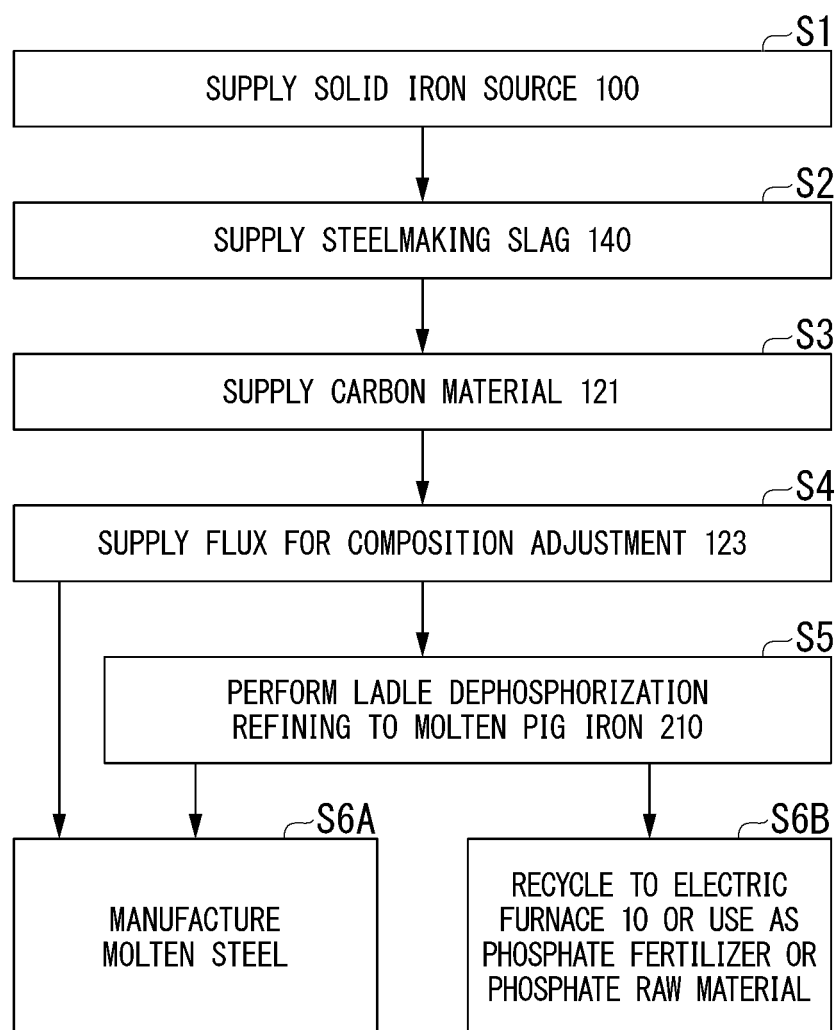 S1
SUPPLY SOLID IRON SOURCE 100
S2
SUPPLY STEELMAKING SLAG 140
S3
SUPPLY CARBON MATERIAL 121
S4
SUPPLY FLUX FOR COMPOSITION ADJUSTMENT 123
S5
PERFORM LADLE DEPHOSPHORIZATION
REFINING TO MOLTEN PIG IRON 210
S6A
MANUFACTURE
MOLTEN STEEL
S6B
RECYCLE TO ELECTRIC
FURNACE 10 OR USE AS
PHOSPHATE FERTILIZER OR
PHOSPHATE RAW MATERIAL